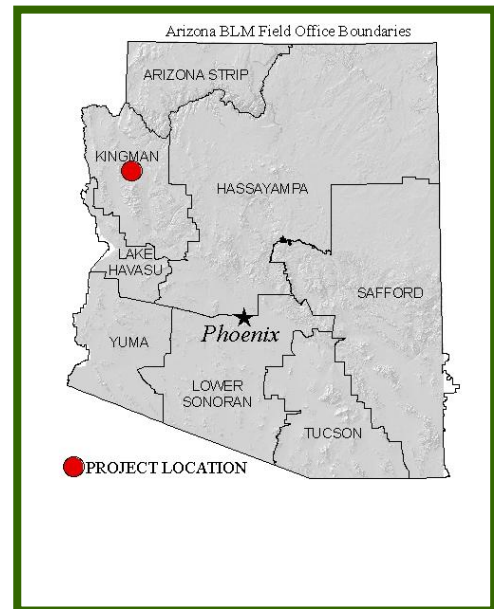 Arizona BLM Field Office Boundaries
ARIZONA STRIP
KINGMAN
HASSAYAMPA
LAKE
HAVASU
SAFFORD
Phoenix
YUMA
LOWER
SONORAN
TUCSON
PROJECT LOCATION